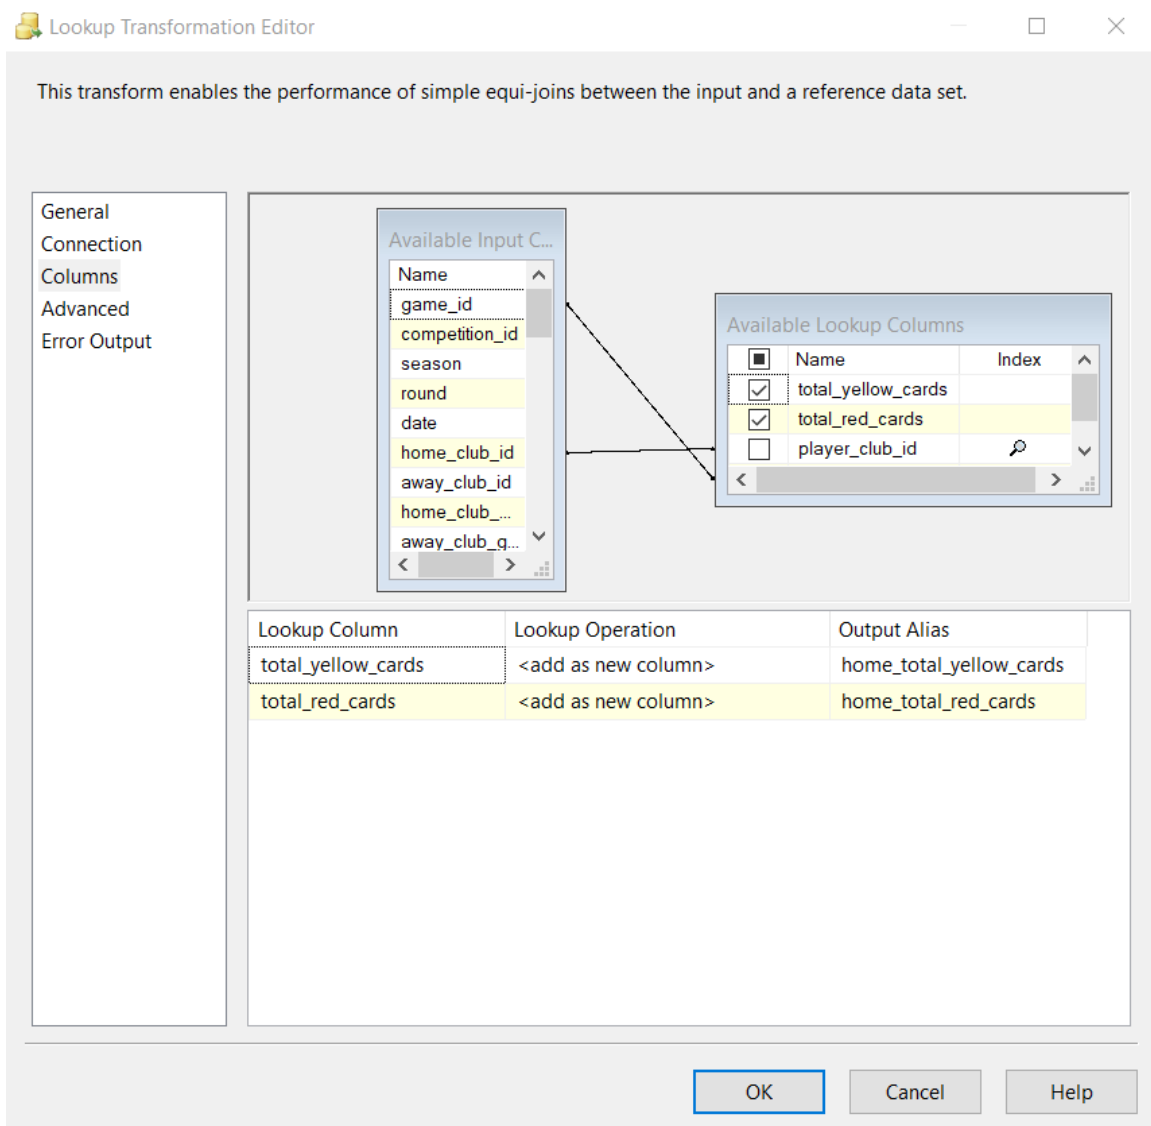 Lookup Transformation Editor
This transform enables the performance of simple equi-joins between the input and a reference data set.
General
Connection
Columns
Advanced
Error Output
Available Input C...
Name
game_id
competition_id
season
round
date
home_club_id
away_club_id
home_club_...
away_club_g...
Available Lookup Columns
Name Index
total_yellow_cards
total_red_cards
player_club_id
Lookup Column Lookup Operation Output Alias
total_yellow_cards <add as new column> home_total_yellow_cards
total_red_cards <add as new column> home_total_red_cards
OK Cancel Help